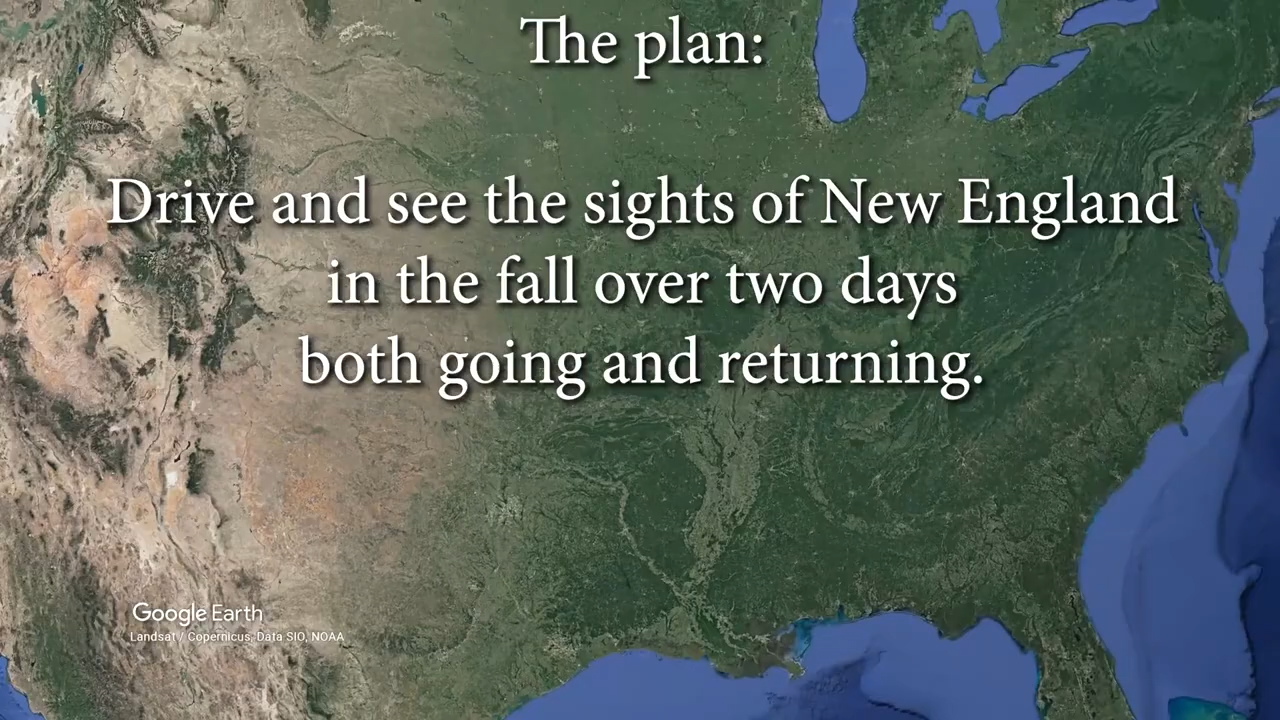 The plan:
Drive and see the sights of New England
in the fall over two days
both going and returning.
Google Earth
Landsat / Copernicus, Data SIO, NOAA